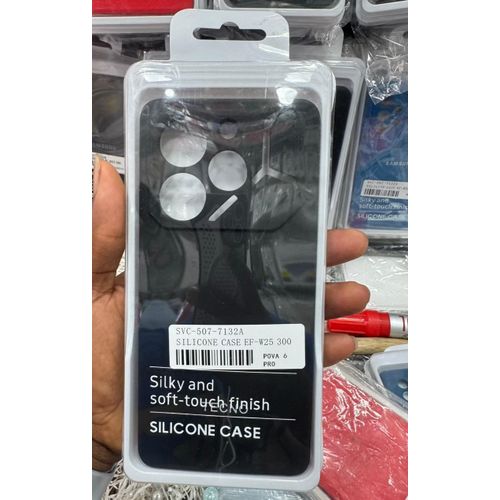 SVC-507-7132A
SILICONE CASE EF-W25 300
POVA 6
PRO
Silky and
soft-touch finish
TECNO
SILICONE CASE
SAMSUNG
Silky and
soft-touch
SILICONE CASE